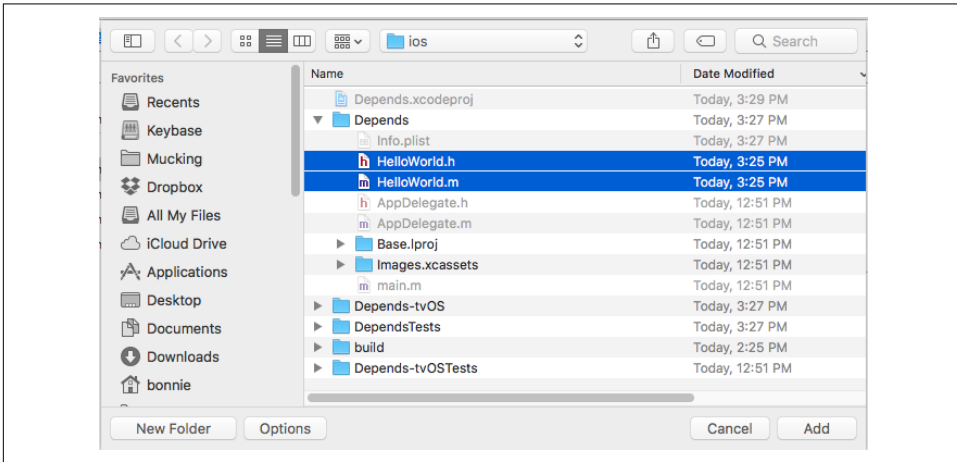 ios
Search
Favorites
Recents
Keybase
Mucking
Dropbox
All My Files
iCloud Drive
Applications
Desktop
Documents
Downloads
bonnie
Name Date Modified
Depends.xcodeproj Today, 3:29 PM
Depends Today, 3:27 PM
Info.plist Today, 3:27 PM
h HelloWorld.h Today, 3:25 PM
m HelloWorld.m Today, 3:25 PM
h AppDelegate.h Today, 12:51 PM
m AppDelegate.m Today, 12:51 PM
Base.lproj Today, 12:51 PM
Images.xcassets Today, 12:51 PM
m main.m Today, 12:51 PM
Depends-tvOS Today, 3:27 PM
DependsTests Today, 3:27 PM
build Today, 2:25 PM
Depends-tvOSTests Today, 12:51 PM
New Folder Options Cancel Add